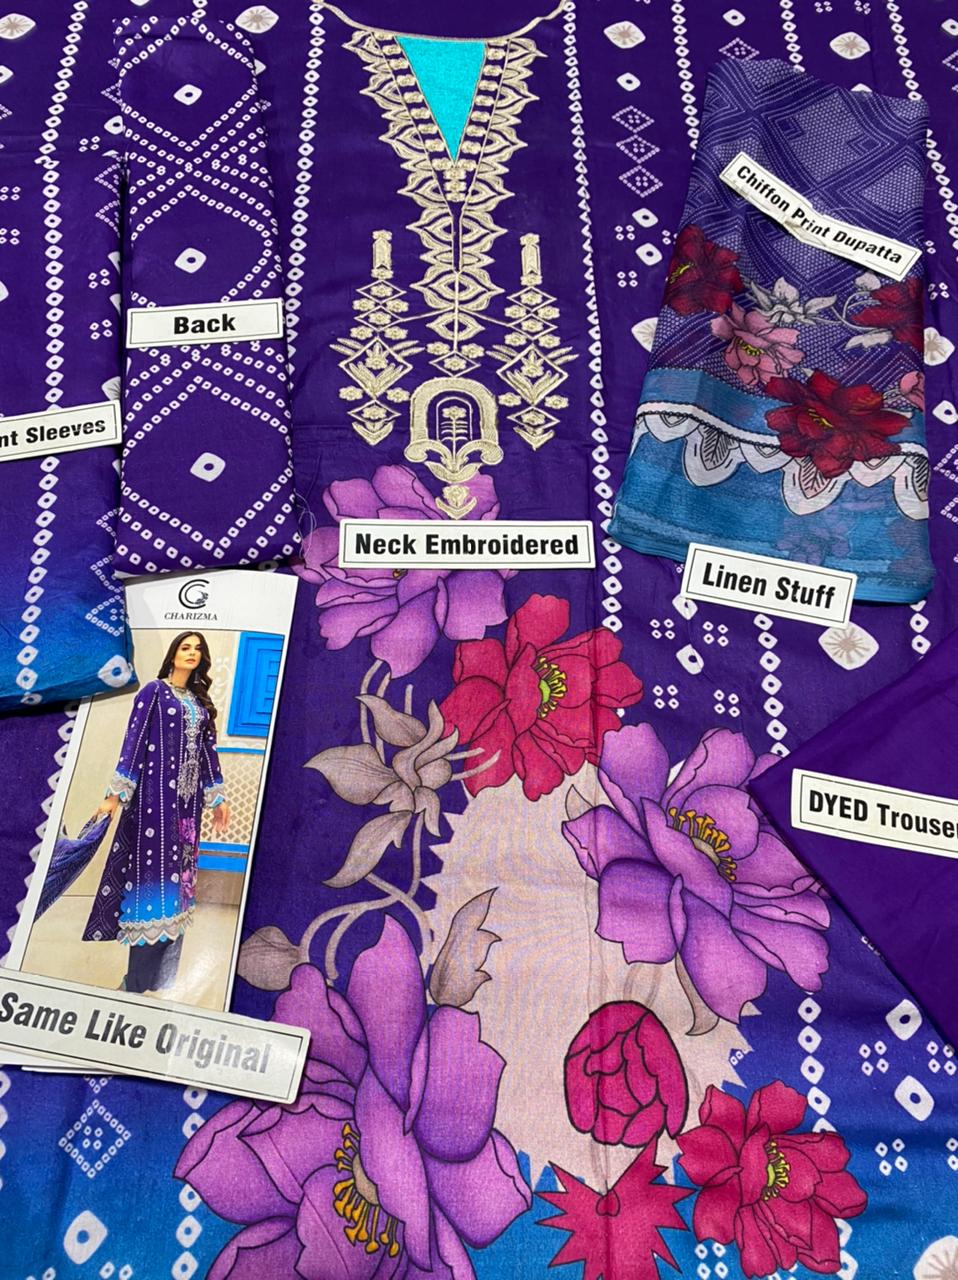 Chiffon Print Dupatta
Back
nt Sleeves
Neck Embroidered
Linen Stuff
CHARIZMA
DYED Trouser
Same Like Original